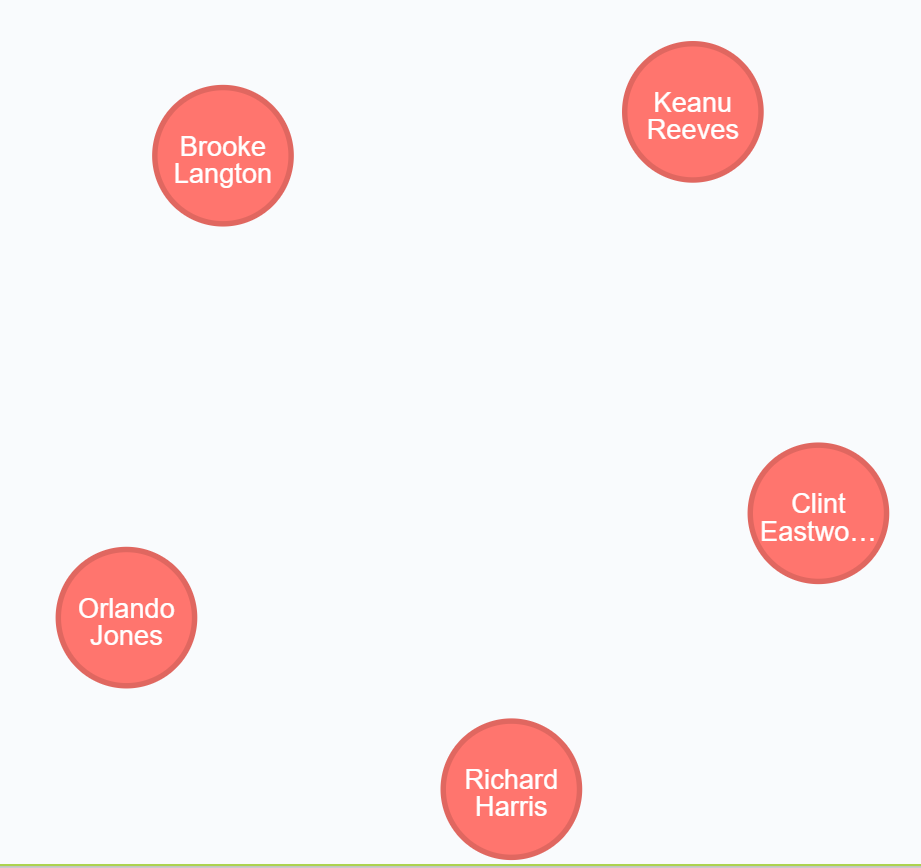 Keanu
Reeves
Brooke
Langton
Clint
Eastwo...
Orlando
Jones
Richard
Harris